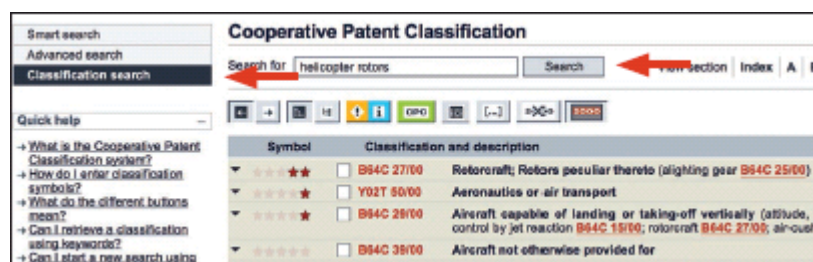 Smart search
Advanced search
Classification search
Quick help
→ What is the Cooperative Patent
Classification system?
→ How do I enter classification
symbols?
→ What do the different buttons
mean?
→ Can I retrieve a classification
using keywords?
→ Can I start a new search using
Cooperative Patent Classification
Search for helicopter rotors Search View section Index A
CPC
Symbol Classification and description
B64C 27/00 Rotorcraft; Rotors peculiar thereto (alighting gear B64C 25/00)
Y02T 50/00 Aeronautics or air transport
B64C 29/00 Aircraft capable of landing or taking-off vertically (attitude,
control by jet reaction B64C 15/00; rotorcraft B64C 27/00; air-cus
B64C 39/00 Aircraft not otherwise provided for